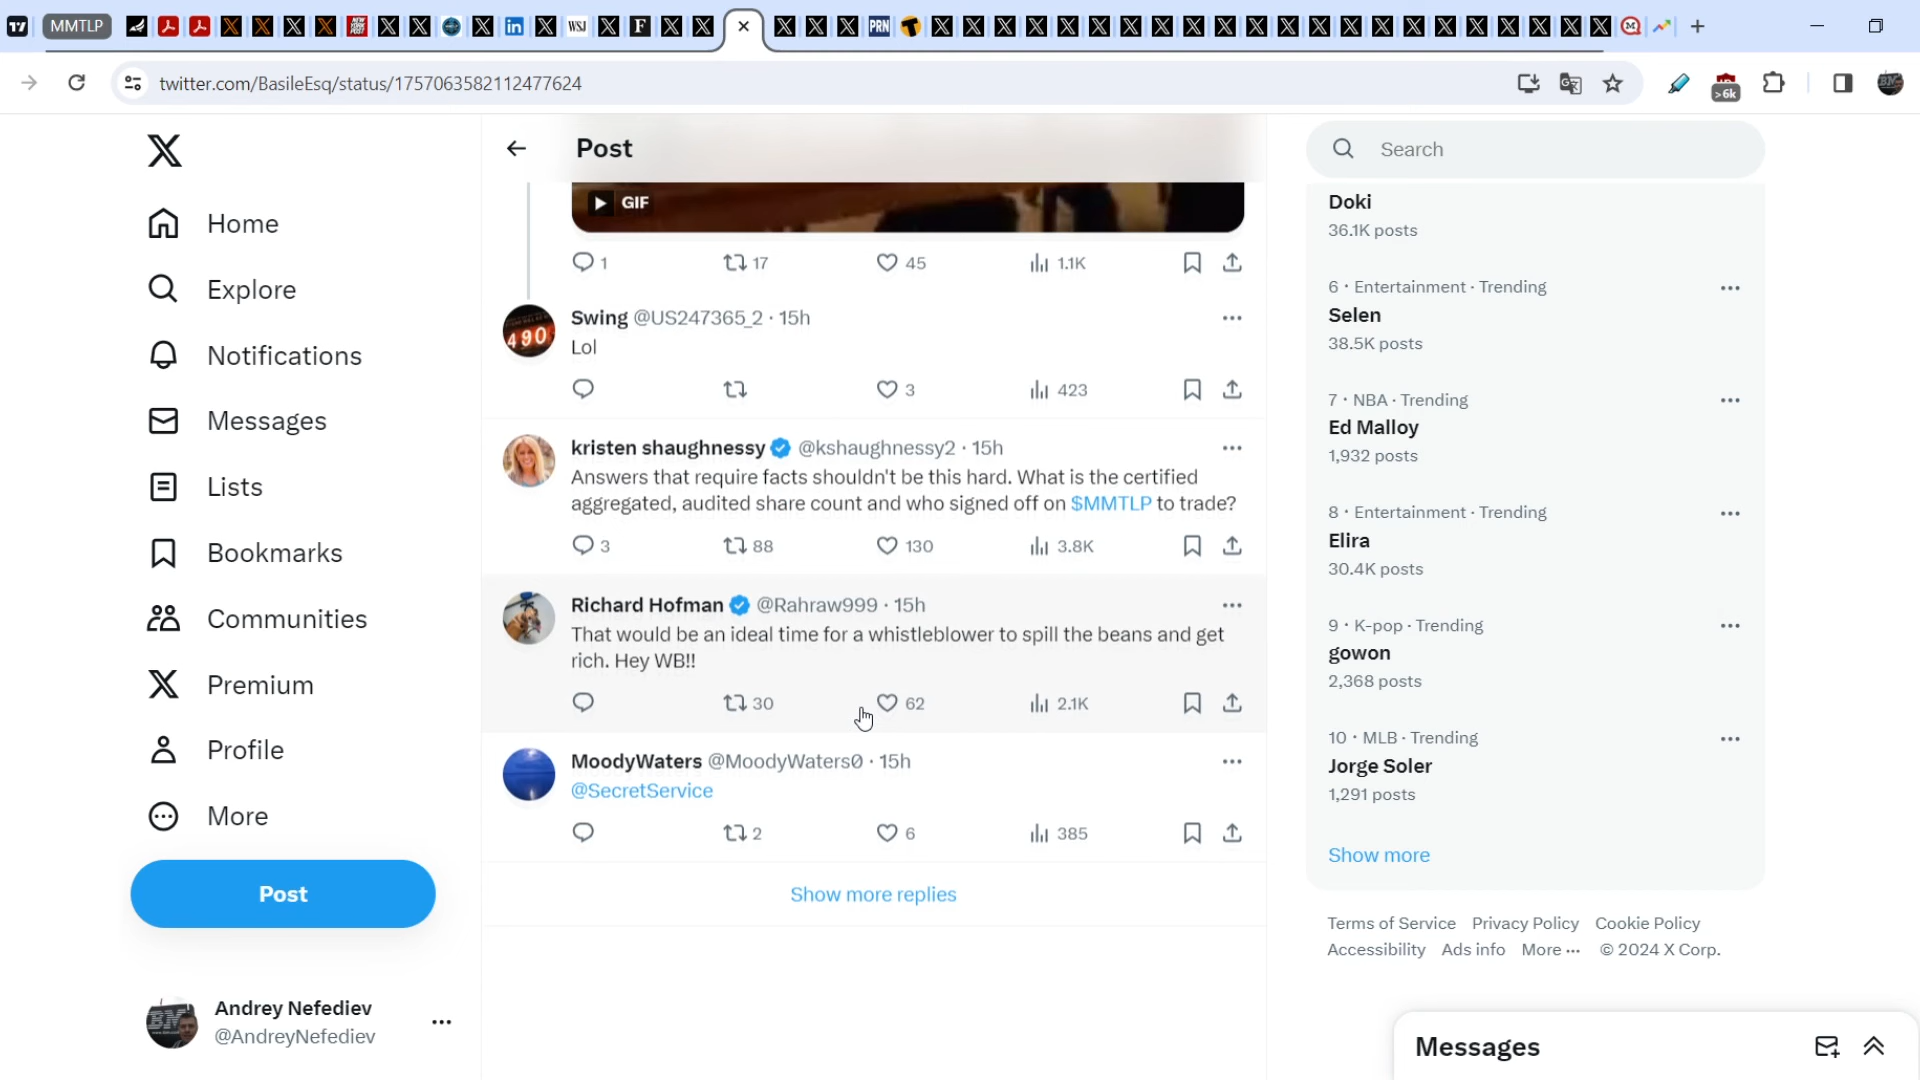 MMTLP
WSJ
F
PRN
twitter.com/BasileEsq/status/1757063582112477624
>6k
Home
Explore
Notifications
Messages
Lists
Bookmarks
Communities
Premium
Profile
More
Post
Andrey Nefediev
@AndreyNefediev
Post
GIF
1 17 45 1.1K
Swing @US247365_2 · 15h
Lol
3 423
kristen shaughnessy @kshaughnessy2 · 15h
Answers that require facts shouldn't be this hard. What is the certified
aggregated, audited share count and who signed off on $MMTLP to trade?
3 88 130 3.8K
Richard Hofman @Rahraw999 · 15h
That would be an ideal time for a whistleblower to spill the beans and get
rich. Hey WB!!
30 62 2.1K
MoodyWaters @MoodyWaters0 · 15h
@SecretService
2 6 385
Show more replies
Search
Doki
36.1K posts
6 · Entertainment · Trending
Selen
38.5K posts
7 · NBA · Trending
Ed Malloy
1,932 posts
8 · Entertainment · Trending
Elira
30.4K posts
9 · K-pop · Trending
gowon
2,368 posts
10 · MLB · Trending
Jorge Soler
1,291 posts
Show more
Terms of Service Privacy Policy Cookie Policy
Accessibility Ads info More ··· © 2024 X Corp.
Messages